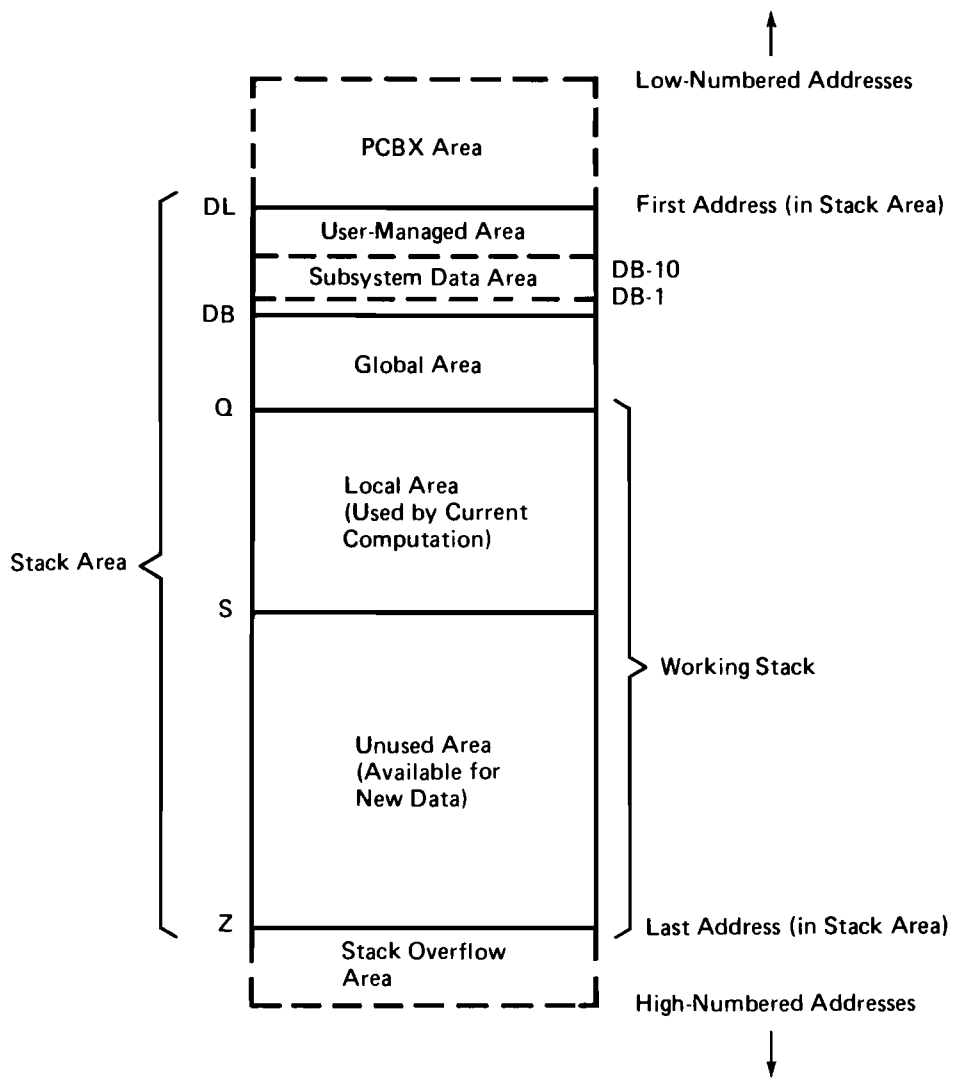 Low-Numbered Addresses
PCBX Area
DL
First Address (in Stack Area)
User-Managed Area
Subsystem Data Area
DB-10
DB-1
DB
Global Area
Q
Local Area
(Used by Current
Computation)
Stack Area
S
Working Stack
Unused Area
(Available for
New Data)
Z
Last Address (in Stack Area)
Stack Overflow
Area
High-Numbered Addresses